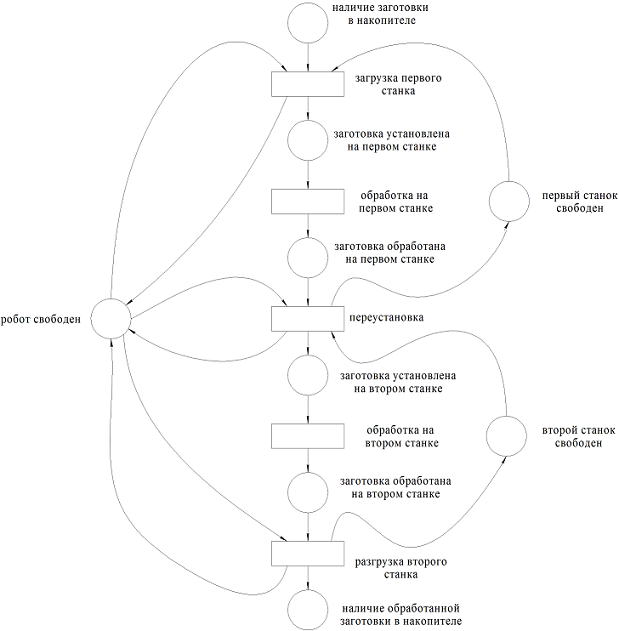 наличие заготовки
в накопителе
загрузка первого
станка
заготовка установлена
на первом станке
обработка на
первом станке
первый станок
свободен
заготовка обработана
на первом станке
робот свободен
переустановка
заготовка установлена
на втором станке
обработка на
втором станке
второй станок
свободен
заготовка обработана
на втором станке
разгрузка второго
станка
наличие обработанной
заготовки в накопителе